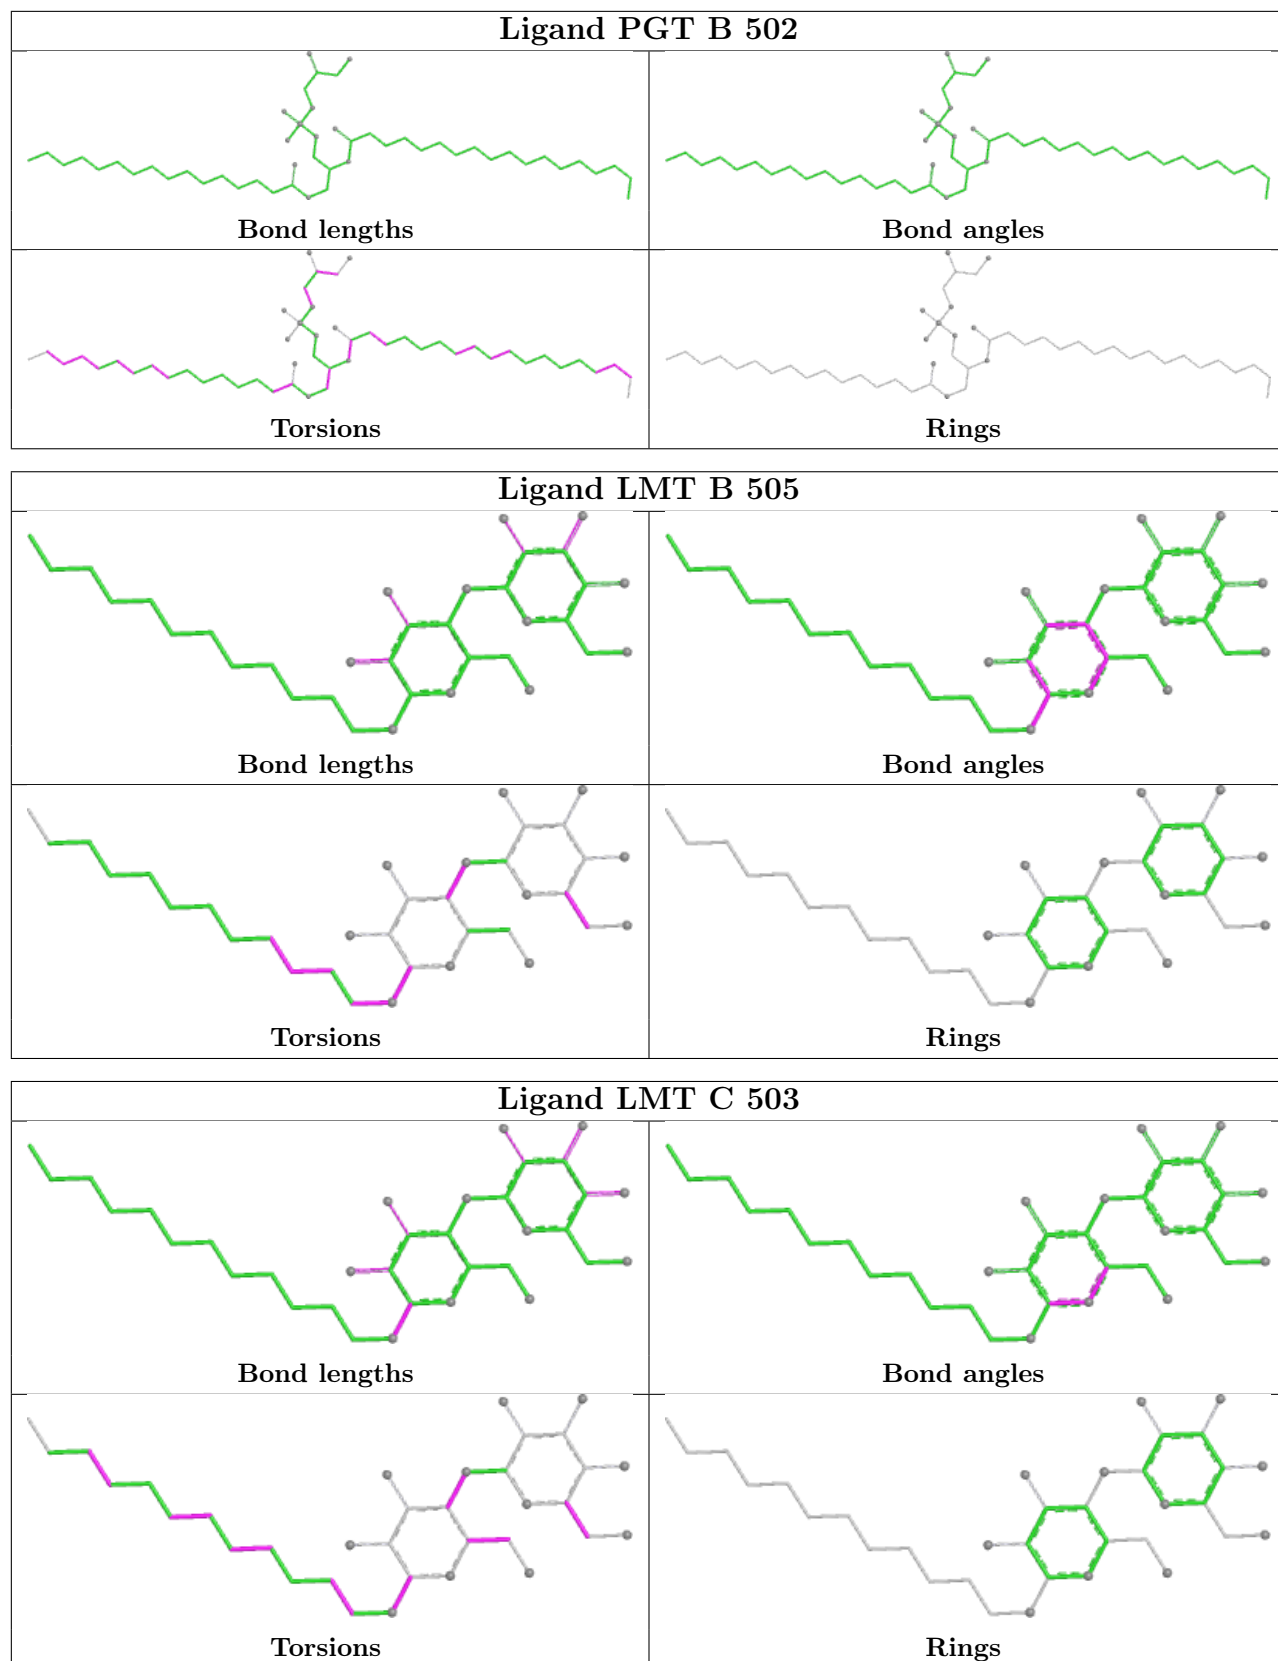 Ligand PGT B 502
Bond lengths
Bond angles
Torsions
Rings
Ligand LMT B 505
Bond lengths
Bond angles
Torsions
Rings
Ligand LMT C 503
Bond lengths
Bond angles
Torsions
Rings